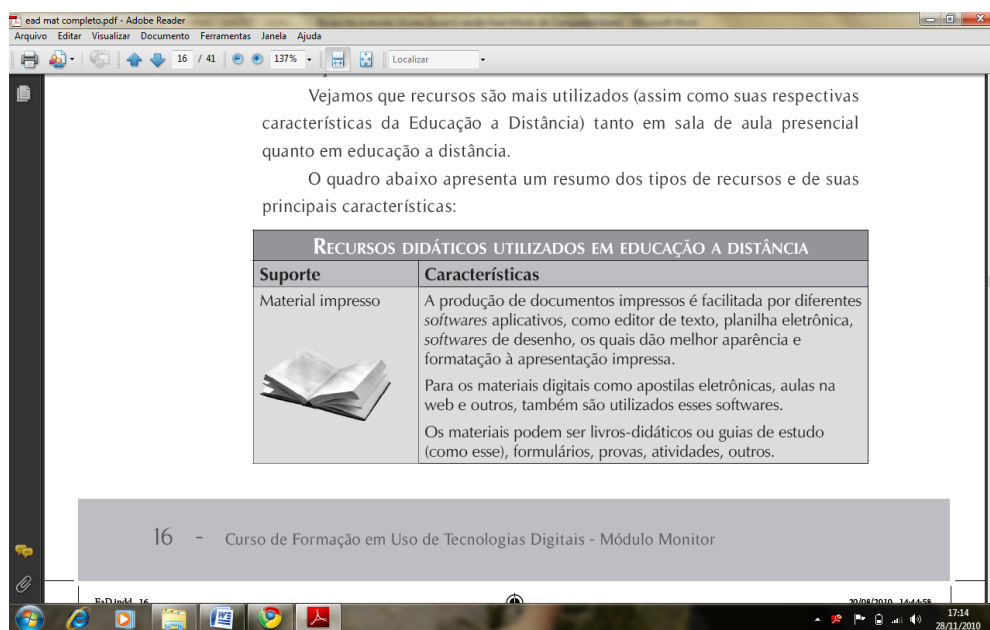 ead mat completo.pdf - Adobe Reader
Arquivo Editar Visualizar Documento Ferramentas Janela Ajuda
16 / 41 137% Localizar
Vejamos que recursos são mais utilizados (assim como suas respectivas
características da Educação a Distância) tanto em sala de aula presencial
quanto em educação a distância.
O quadro abaixo apresenta um resumo dos tipos de recursos e de suas
principais características:
RECURSOS DIDÁTICOS UTILIZADOS EM EDUCAÇÃO A DISTÂNCIA
Suporte Características
Material impresso
A produção de documentos impressos é facilitada por diferentes
softwares aplicativos, como editor de texto, planilha eletrônica,
softwares de desenho, os quais dão melhor aparência e
formatação à apresentação impressa.
Para os materiais digitais como apostilas eletrônicas, aulas na
web e outros, também são utilizados esses softwares.
Os materiais podem ser livros-didáticos ou guias de estudo
(como esse), formulários, provas, atividades, outros.
16 - Curso de Formação em Uso de Tecnologias Digitais - Módulo Monitor
EaD.indd 16 20/08/2010 14:44:58
17:14
28/11/2010